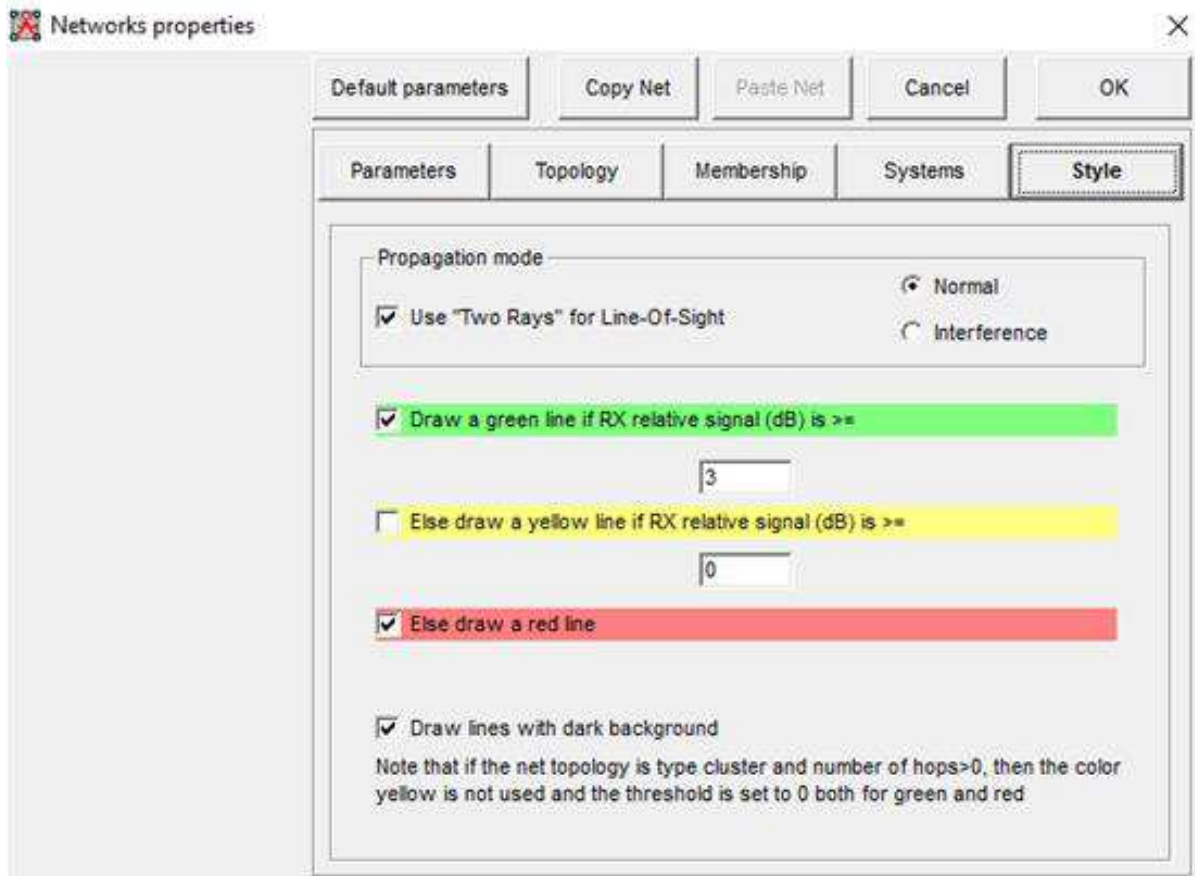 Networks properties
Default parameters Copy Net Paste Net Cancel OK
Parameters Topology Membership Systems Style
Propagation mode
Normal
Use "Two Rays" for Line-Of-Sight
Interference
Draw a green line if RX relative signal (dB) is >=
3
Else draw a yellow line if RX relative signal (dB) is >=
0
Else draw a red line
Draw lines with dark background
Note that if the net topology is type cluster and number of hops>0, then the color
yellow is not used and the threshold is set to 0 both for green and red